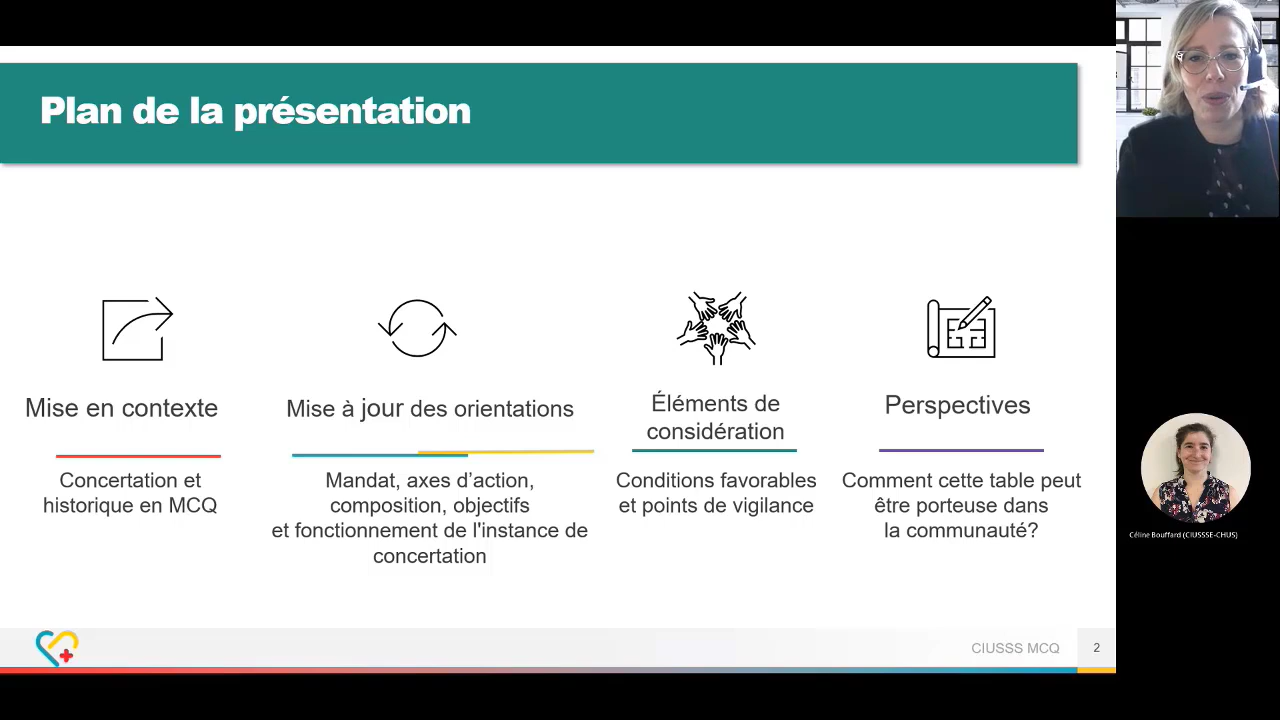 Plan de la présentation
Mise en contexte
Concertation et
historique en MCQ
Mise à jour des orientations
Mandat, axes d’action,
composition, objectifs
et fonctionnement de l'instance de
concertation
Éléments de
considération
Conditions favorables
et points de vigilance
Perspectives
Comment cette table peut
être porteuse dans
la communauté?
CIUSSS MCQ
2
Céline Bouffard (CIUSSSE-CHUS)